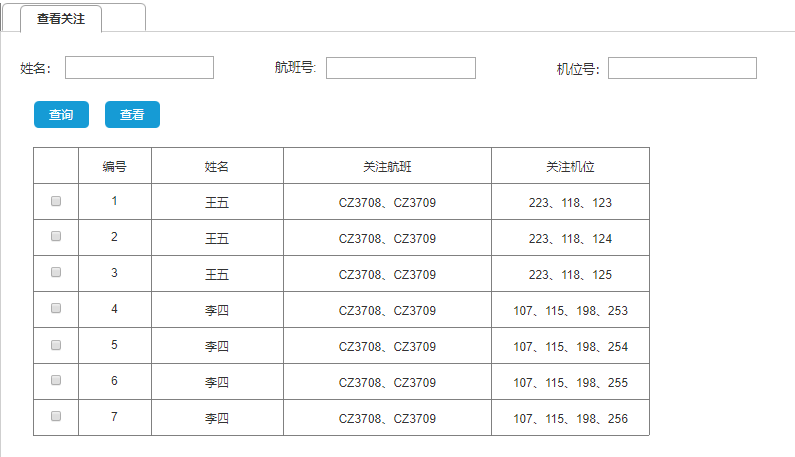 查看关注
姓名： 航班号: 机位号：
查询 查看
编号 姓名 关注航班 关注机位
1 王五 CZ3708、CZ3709 223、118、123
2 王五 CZ3708、CZ3709 223、118、124
3 王五 CZ3708、CZ3709 223、118、125
4 李四 CZ3708、CZ3709 107、115、198、253
5 李四 CZ3708、CZ3709 107、115、198、254
6 李四 CZ3708、CZ3709 107、115、198、255
7 李四 CZ3708、CZ3709 107、115、198、256